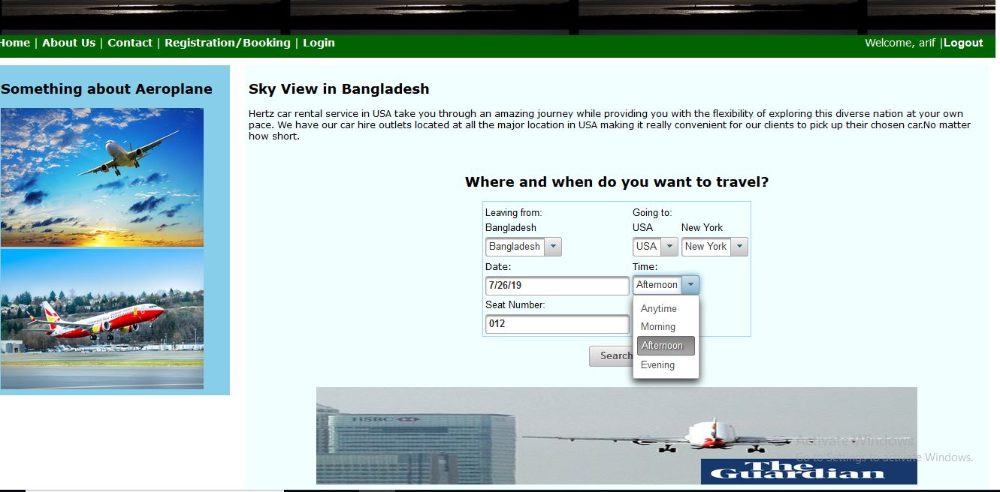 Home | About Us | Contact | Registration/Booking | Login
Welcome, arif |Logout
Something about Aeroplane
Sky View in Bangladesh
Hertz car rental service in USA take you through an amazing journey while providing you with the flexibility of exploring this diverse nation at your own
pace. We have our car hire outlets located at all the major location in USA making it really convenient for our clients to pick up their chosen car.No matter
how short.
Where and when do you want to travel?
Leaving from:
Going to:
Bangladesh
USA
New York
Bangladesh
USA
New York
Date:
Time:
7/26/19
Afternoon
Seat Number:
012
Anytime
Morning
Afternoon
Evening
Search
HSBC
The
Guardian
Activate Windows
Go to Settings to activate Windows.